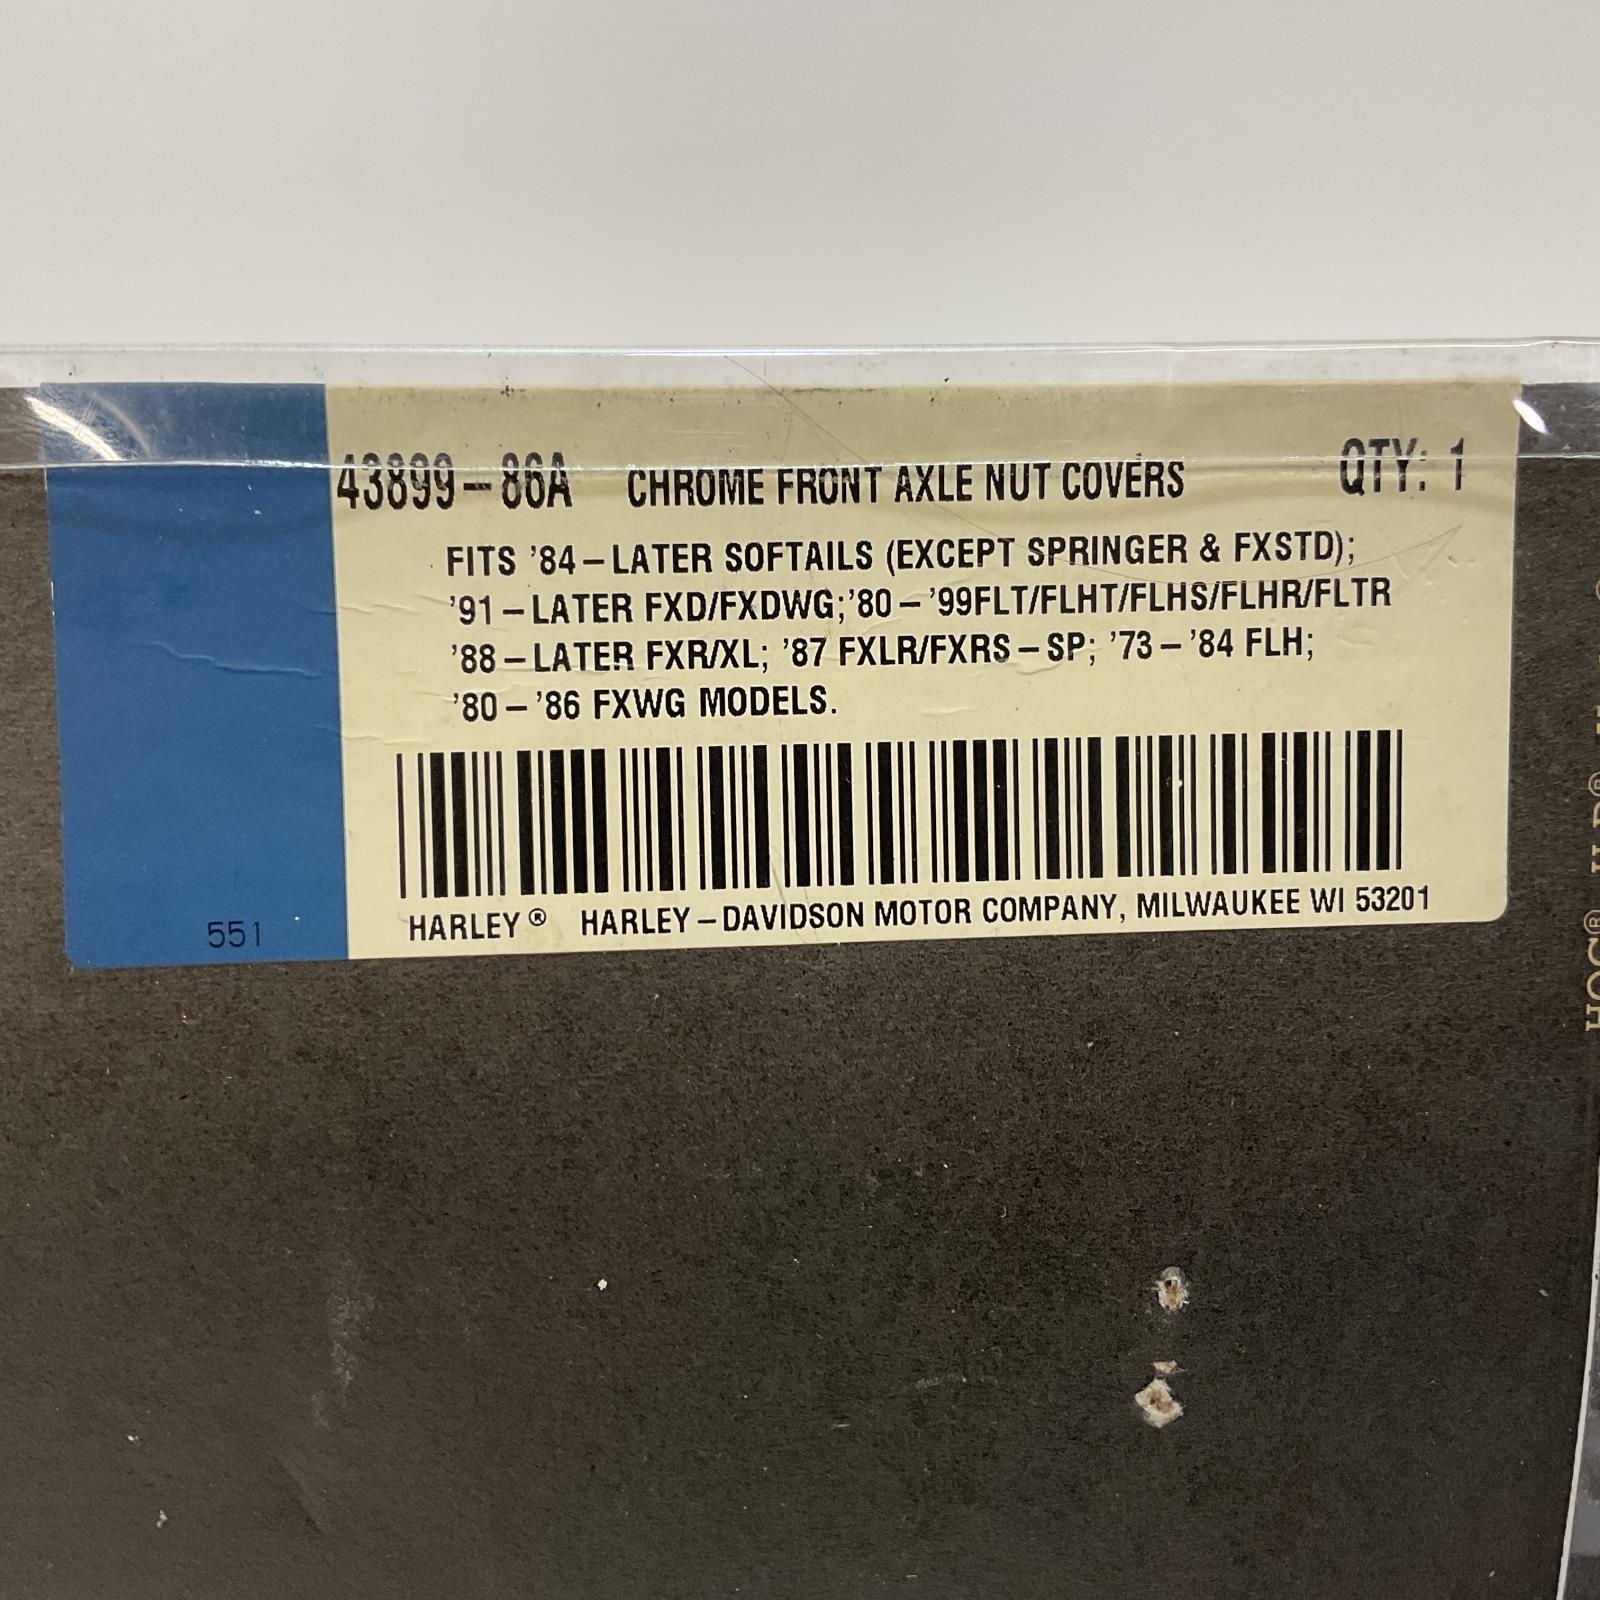 43899-86A CHROME FRONT AXLE NUT COVERS QTY: 1
FITS '84-LATER SOFTAILS (EXCEPT SPRINGER & FXSTD);
'91-LATER FXD/FXDWG;'80-'99FLT/FLHT/FLHS/FLHR/FLTR
'88-LATER FXR/XL; '87 FXLR/FXRS-SP; '73-'84 FLH;
'80-'86 FXWG MODELS.
551
HARLEY® HARLEY-DAVIDSON MOTOR COMPANY, MILWAUKEE WI 53201
HOG®